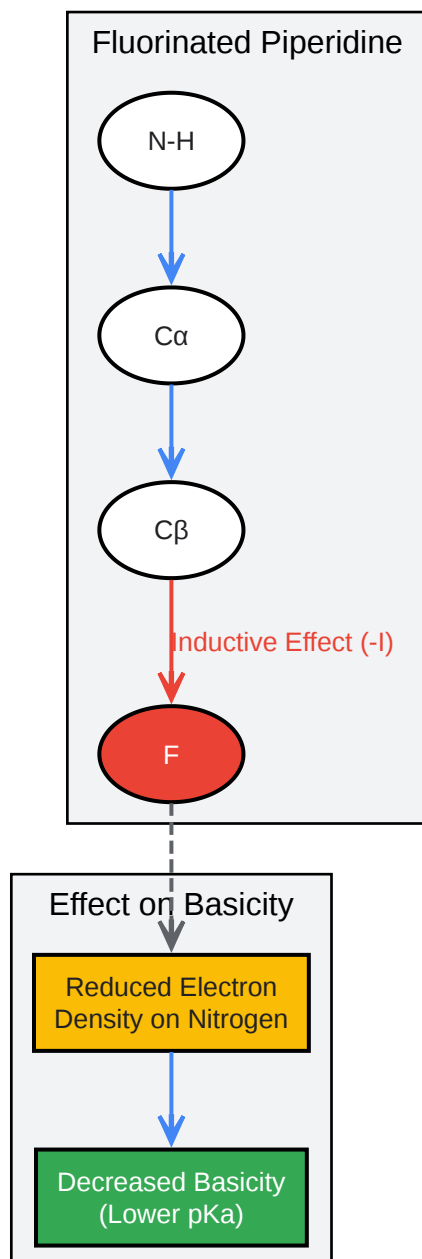 Fluorinated Piperidine
N-H
Cα
Cβ
Inductive Effect (-I)
F
Effect on Basicity
Reduced Electron
Density on Nitrogen
Decreased Basicity
(Lower pKa)